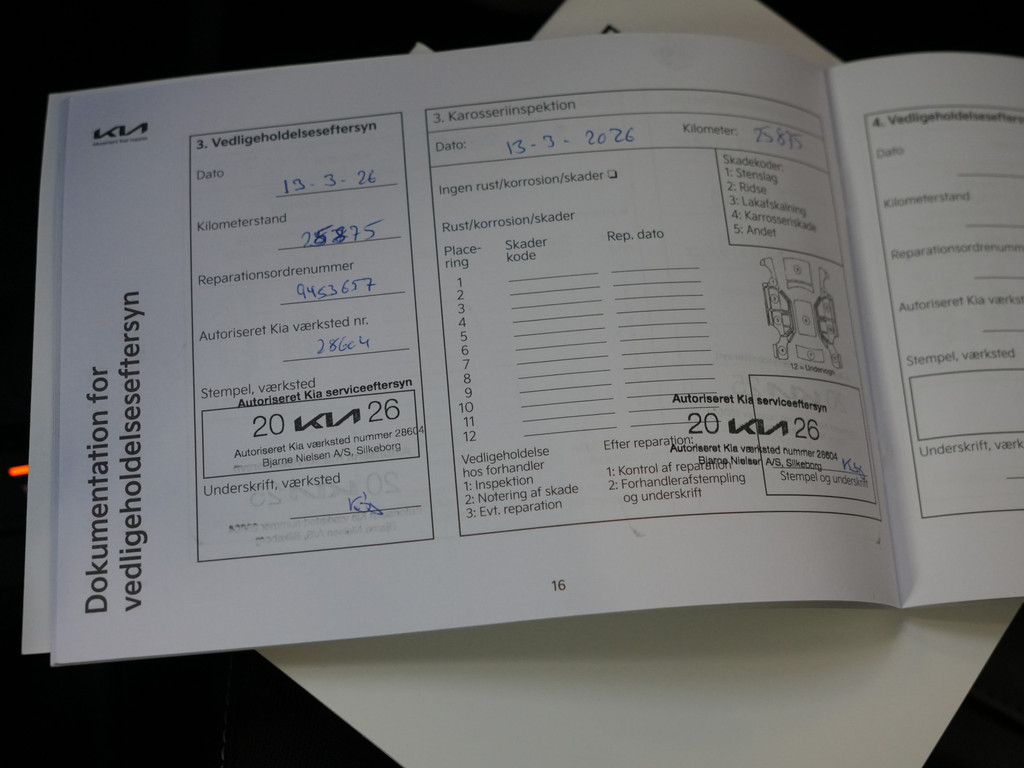 Dokumentation for
vedligeholdelseseftersyn
KIA
3. Vedligeholdelseseftersyn
Dato
13-3-26
Kilometerstand
25875
Reparationsordrenummer
9453657
Autoriseret Kia værksted nr.
28604
Stempel, værksted
Autoriseret Kia serviceeftersyn
20 KIA 26
Autoriseret Kia værksted nummer 28604
Bjarne Nielsen A/S, Silkeborg
Underskrift, værksted
3. Karosseriinspektion
Dato: 13-3-2026 Kilometer: 25875
Ingen rust/korrosion/skader
Skadekoder:
1: Stenslag
2: Ridse
3: Lakafskalning
4: Karrosseriskade
5: Andet
Rust/korrosion/skader
Place-
ring
Skader
kode
Rep. dato
1
2
3
4
5
6
7
8
9
10
11
12
12 = Undervogn
Vedligeholdelse
hos forhandler
1: Inspektion
2: Notering af skade
3: Evt. reparation
Efter reparation:
1: Kontrol af reparation
2: Forhandlerafstempling
og underskrift
Autoriseret Kia serviceeftersyn
20 KIA 26
Autoriseret Kia værksted nummer 28604
Bjarne Nielsen A/S, Silkeborg
Stempel og underskrift
16
4. Vedligeholdelseseftersyn
Dato
Kilometerstand
Reparationsordrenumm
Autoriseret Kia værkst
Stempel, værksted
Underskrift, værk